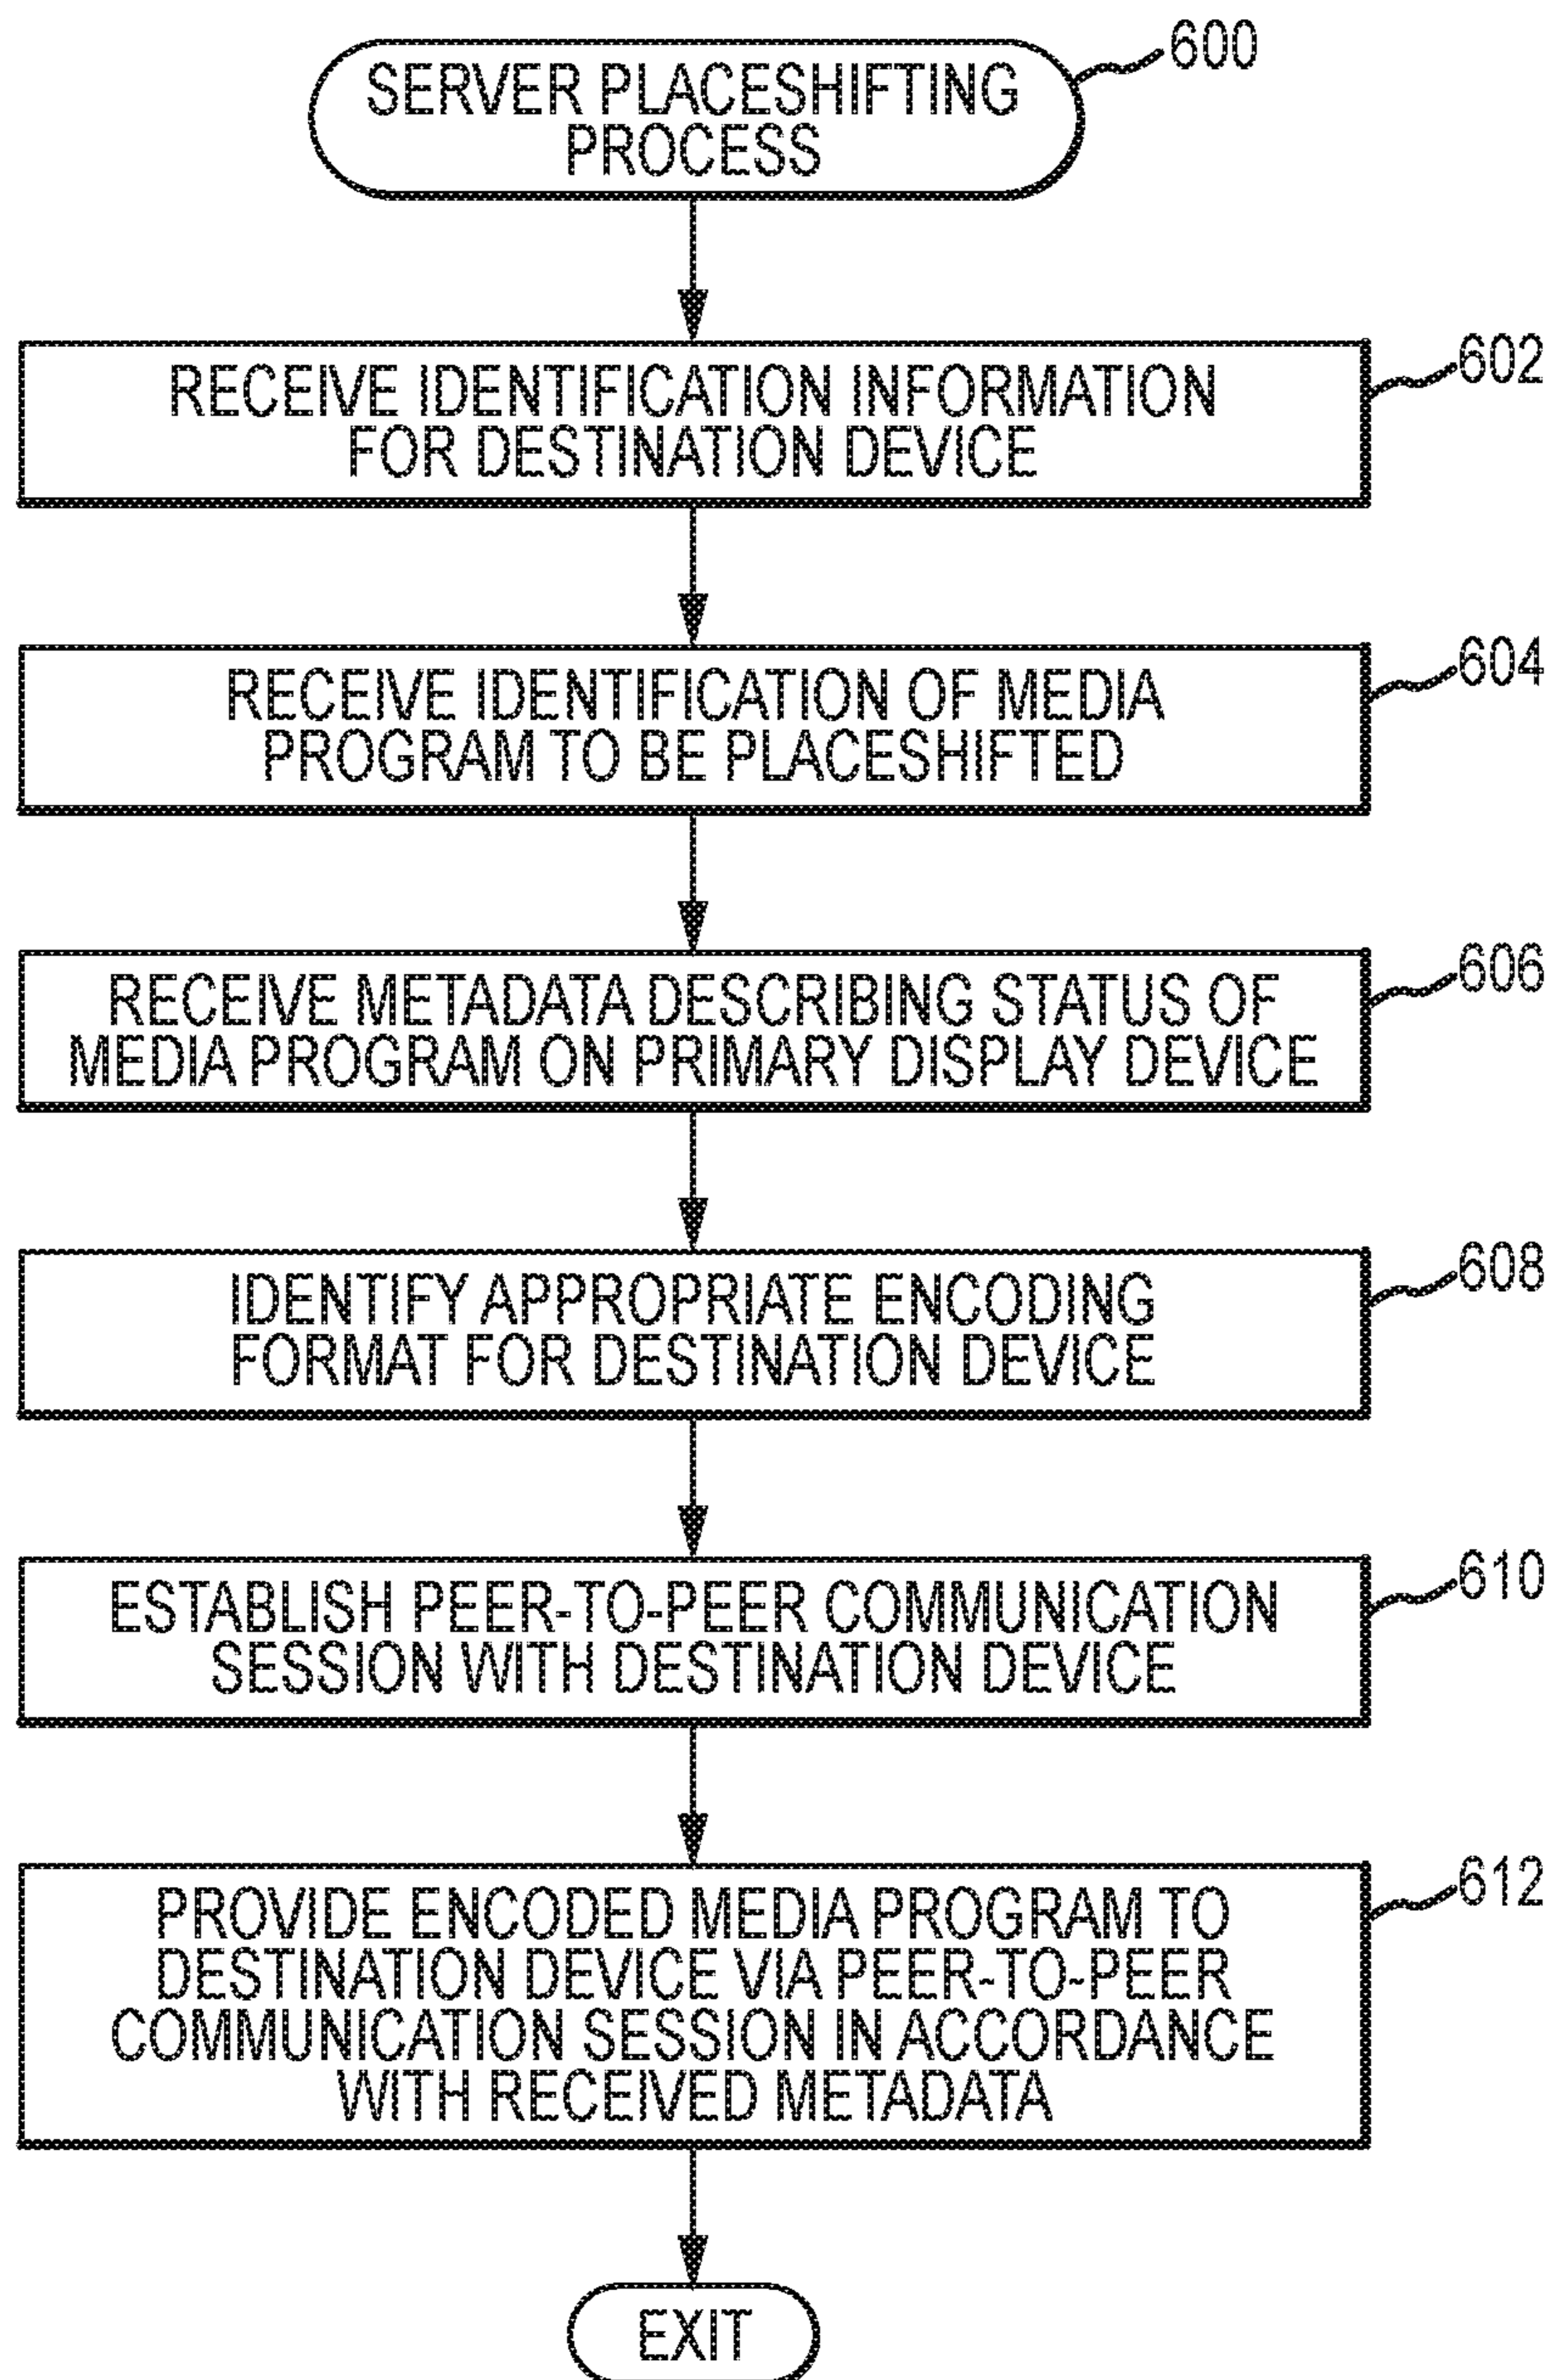 SERVER PLACESHIFTING
PROCESS
600
RECEIVE IDENTIFICATION INFORMATION
FOR DESTINATION DEVICE
602
RECEIVE IDENTIFICATION OF MEDIA
PROGRAM TO BE PLACESHIFTED
604
RECEIVE METADATA DESCRIBING STATUS OF
MEDIA PROGRAM ON PRIMARY DISPLAY DEVICE
606
IDENTIFY APPROPRIATE ENCODING
FORMAT FOR DESTINATION DEVICE
608
ESTABLISH PEER-TO-PEER COMMUNICATION
SESSION WITH DESTINATION DEVICE
610
PROVIDE ENCODED MEDIA PROGRAM TO
DESTINATION DEVICE VIA PEER-TO-PEER
COMMUNICATION SESSION IN ACCORDANCE
WITH RECEIVED METADATA
612
EXIT